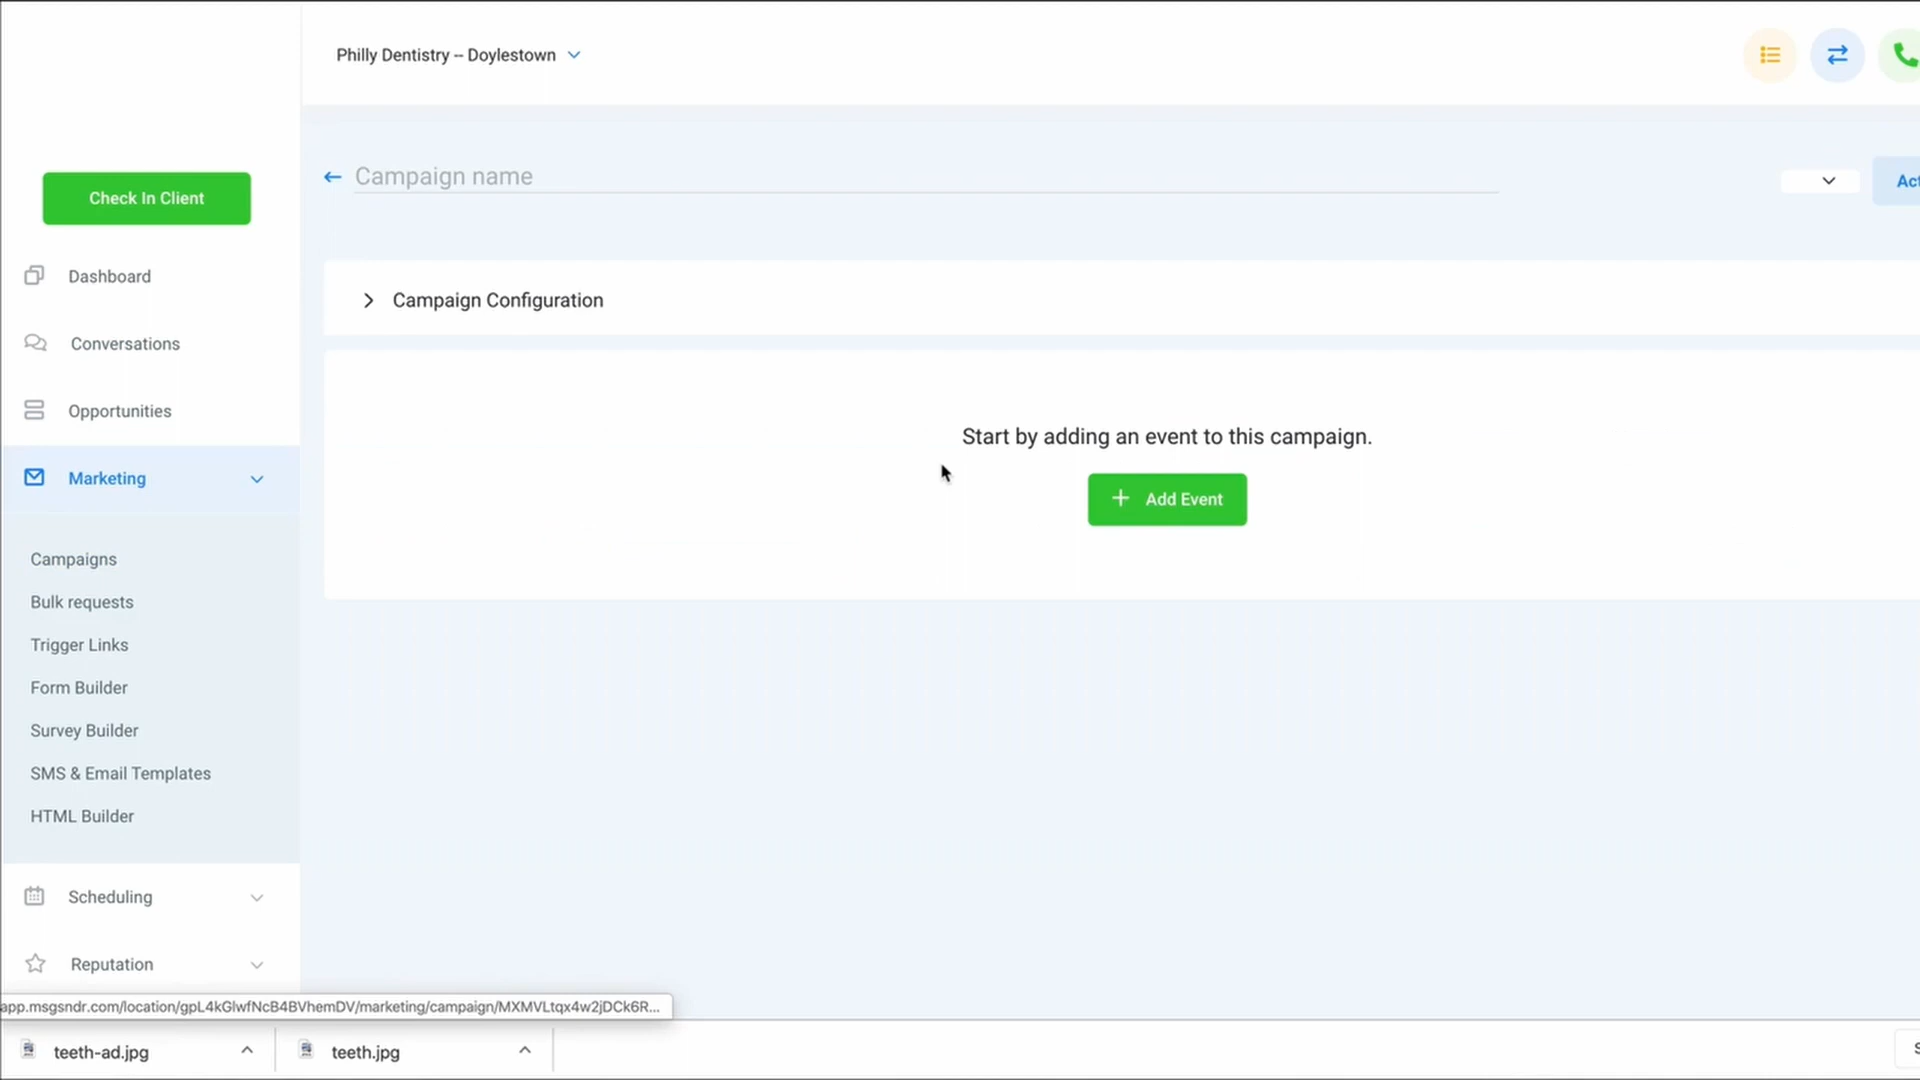 Philly Dentistry – Doylestown
Campaign name
Act
Check In Client
Dashboard
Campaign Configuration
Conversations
Opportunities
Start by adding an event to this campaign.
Marketing
+ Add Event
Campaigns
Bulk requests
Trigger Links
Form Builder
Survey Builder
SMS & Email Templates
HTML Builder
Scheduling
Reputation
app.msgsndr.com/location/gpL4kGlwfNcB4BVhemDV/marketing/campaign/MXMVLtqx4w2jDCk6R...
teeth-ad.jpg
teeth.jpg
S